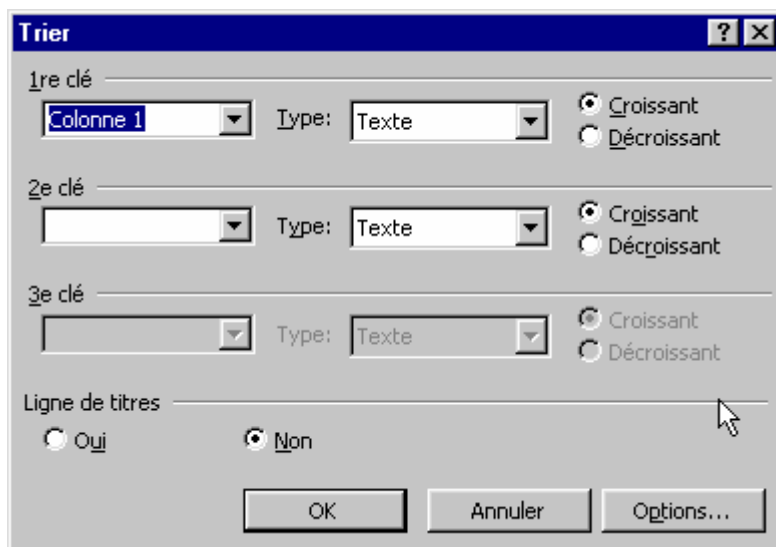 Trier
1re clé
Colonne 1 Type: Texte Croissant
Décroissant
2e clé
Type: Texte Croissant
Décroissant
3e clé
Type: Texte Croissant
Décroissant
Ligne de titres
Oui Non
OK Annuler Options...